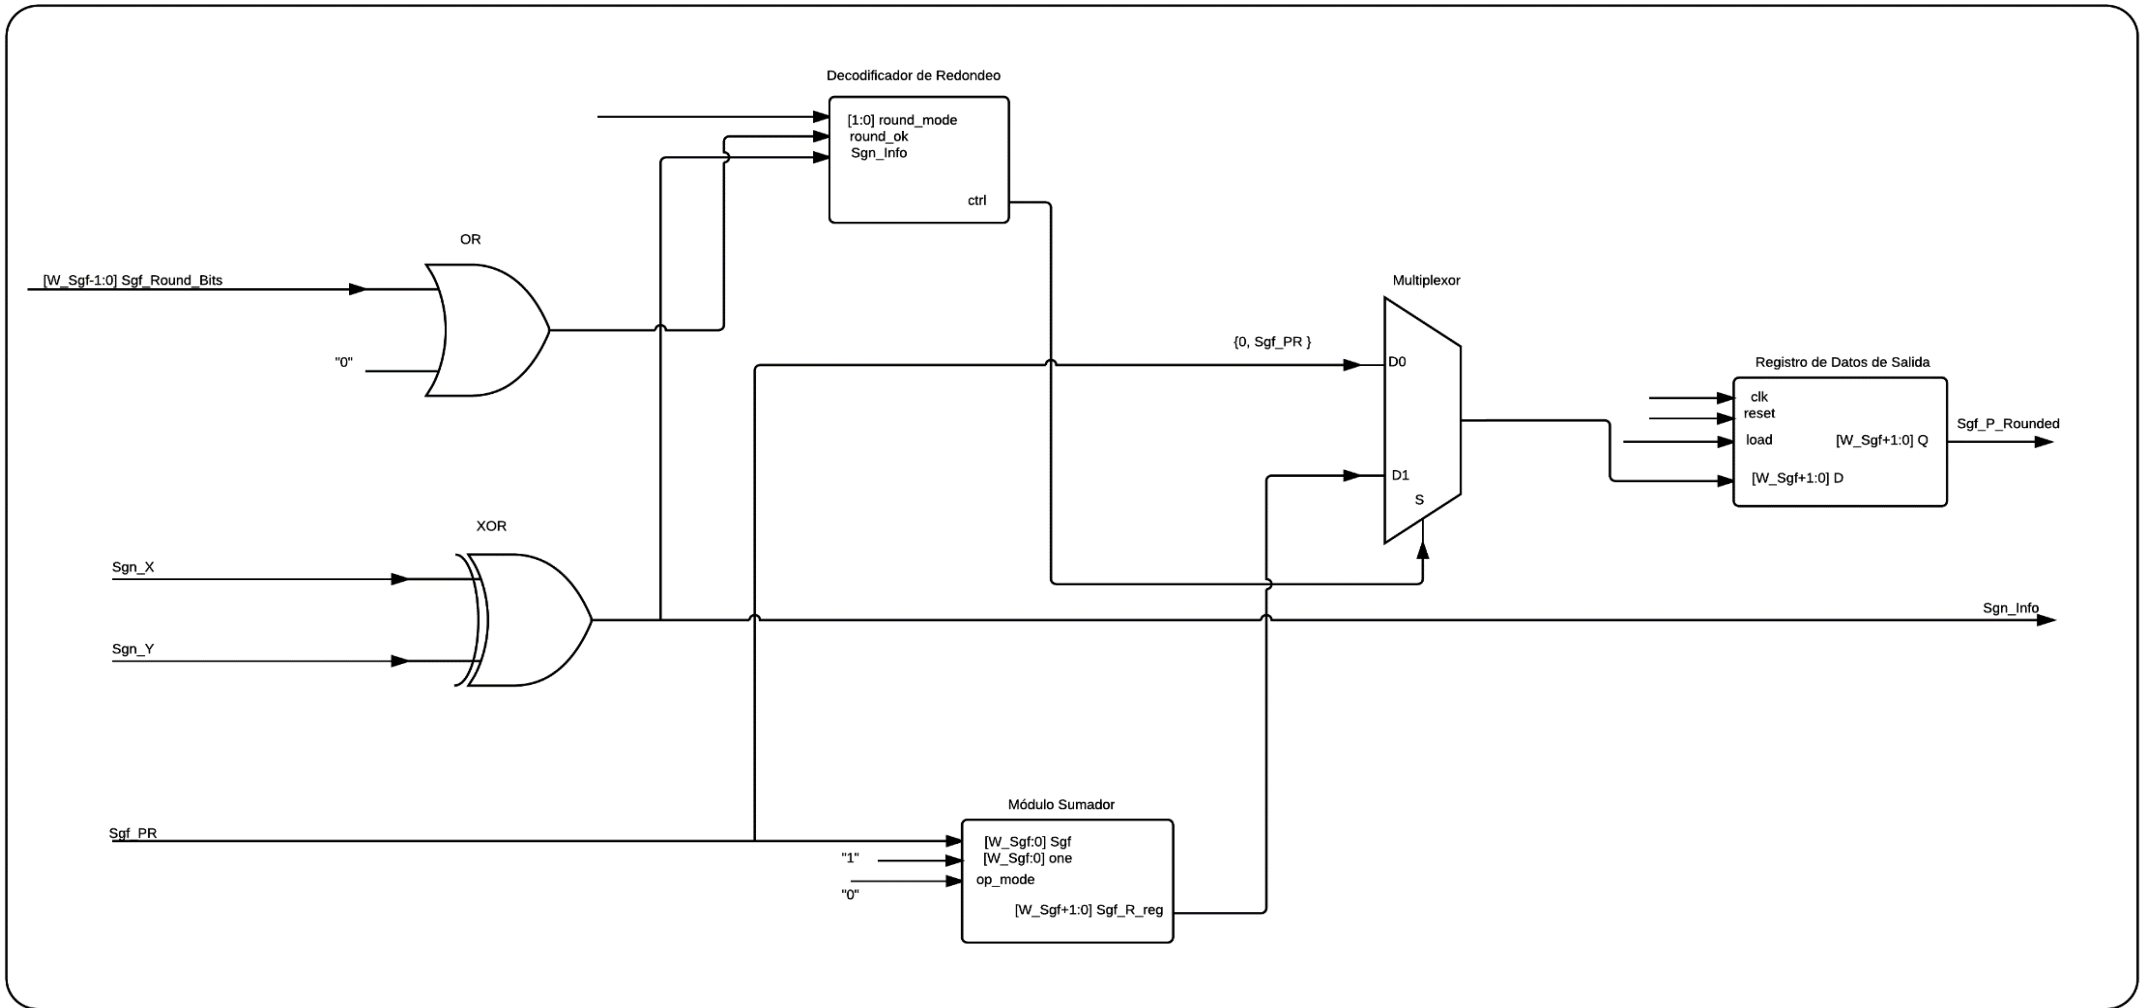 Decodificador de Redondeo
[1:0] round_mode
round_ok
Sgn_Info
ctrl
OR
[W_Sgf-1:0] Sgf_Round_Bits
"0"
Multiplexor
{0, Sgf_PR }
D0
D1
S
Registro de Datos de Salida
clk
reset
load
[W_Sgf+1:0] Q
[W_Sgf+1:0] D
Sgf_P_Rounded
XOR
Sgn_X
Sgn_Y
Sgn_Info
Módulo Sumador
Sgf_PR
[W_Sgf:0] Sgf
"1"
[W_Sgf:0] one
op_mode
"0"
[W_Sgf+1:0] Sgf_R_reg